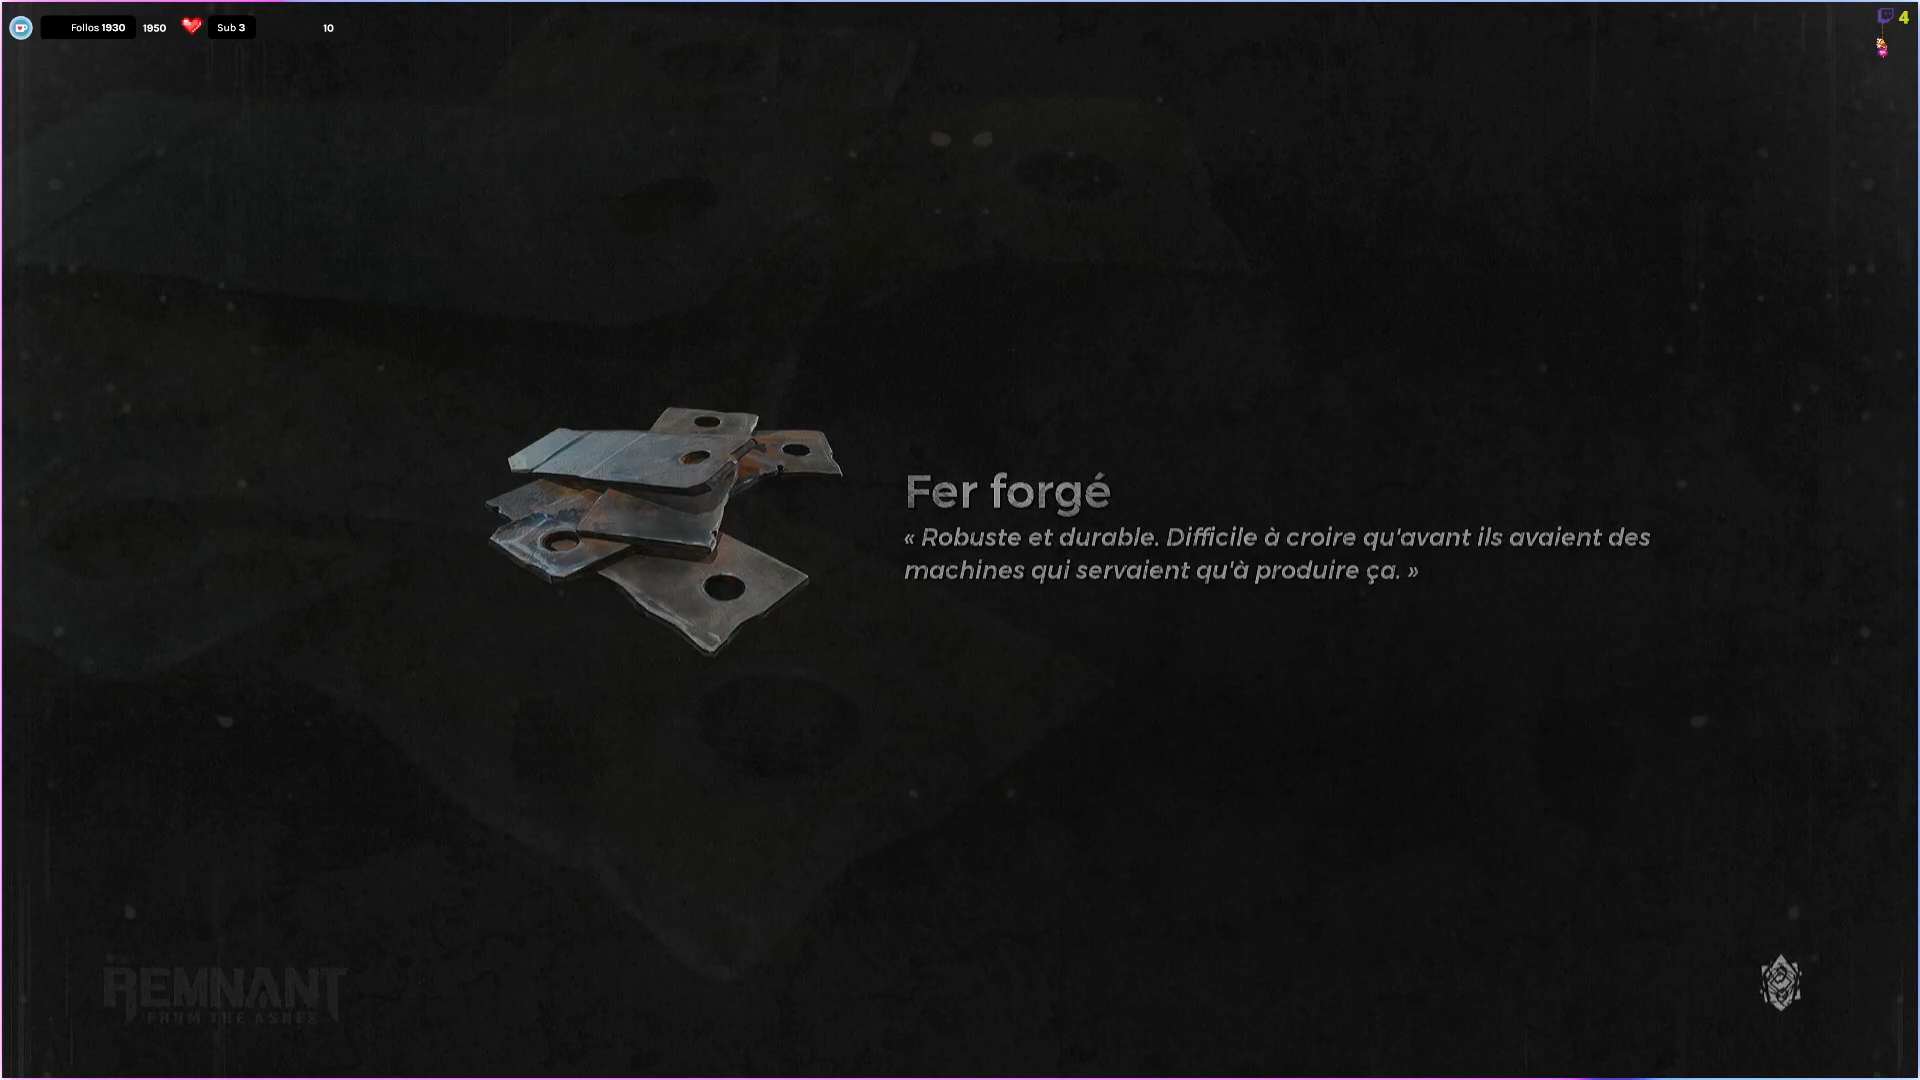 Follos 1930 1950 Sub 3 10 4
Fer forgé
« Robuste et durable. Difficile à croire qu'avant ils avaient des
machines qui servaient qu'à produire ça. »
REMNANT
FROM THE ASHES